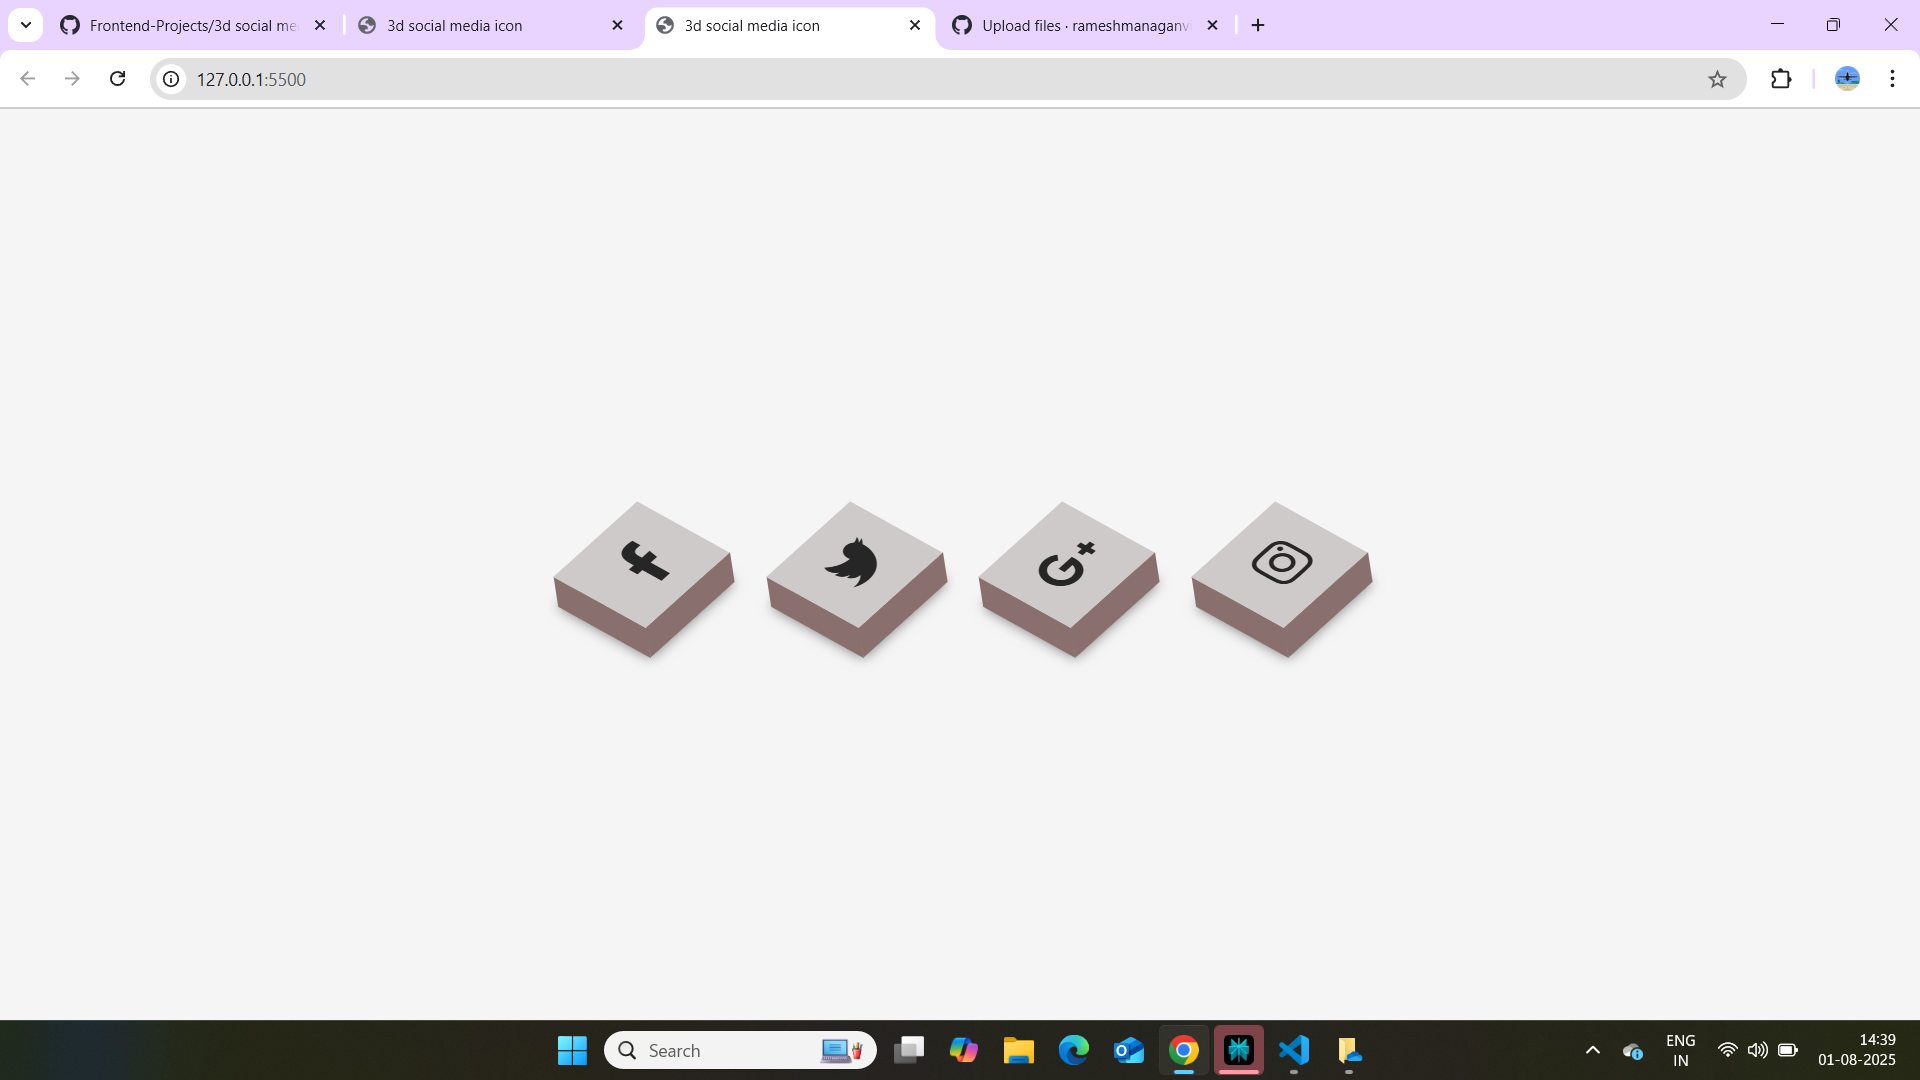 Frontend-Projects/3d social me
3d social media icon
3d social media icon
Upload files · rameshmanaganv
127.0.0.1:5500
G+
Search
ENG
IN
14:39
01-08-2025